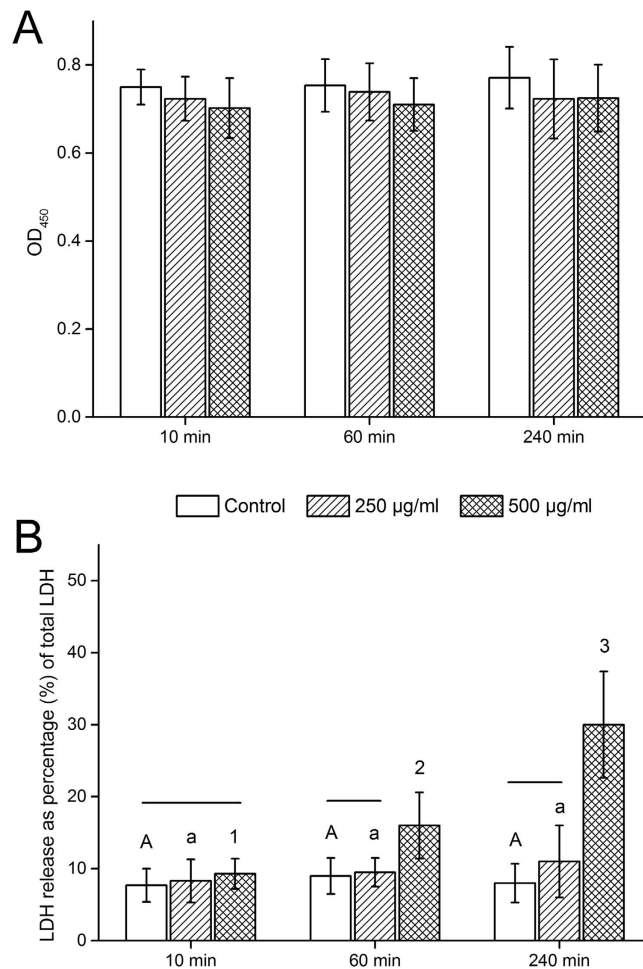 A
0.8
0.6
0.4
0.2
0.0
OD450
10 min 60 min 240 min
Control 250 µg/ml 500 µg/ml
B
50
40
30
20
10
0
LDH release as percentage (%) of total LDH
A a 1
A a 2
A a 3
10 min 60 min 240 min